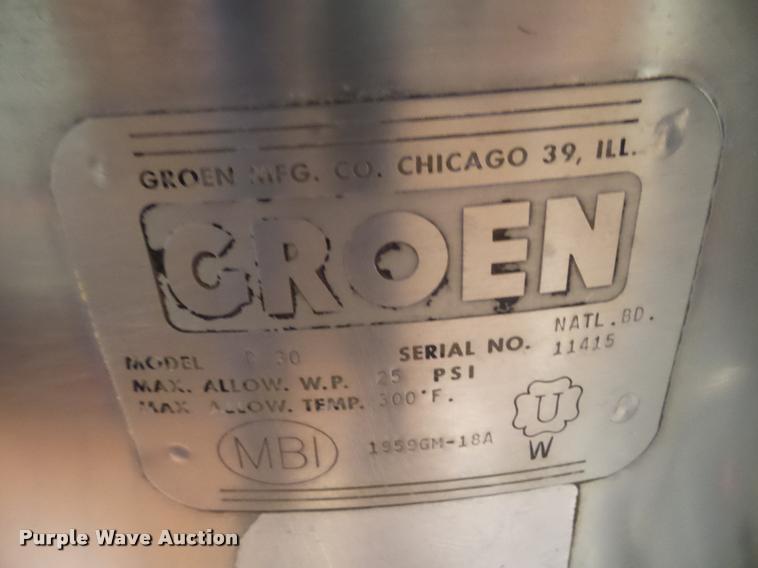 GROEN MFG. CO. CHICAGO 39, ILL.
GROEN
NATL.BD.
MODEL 30 SERIAL NO. 11415
MAX. ALLOW. W.P. 25 PSI
MAX. ALLOW. TEMP. 300°F.
MBI 1959GM-18A U
W
Purple Wave Auction